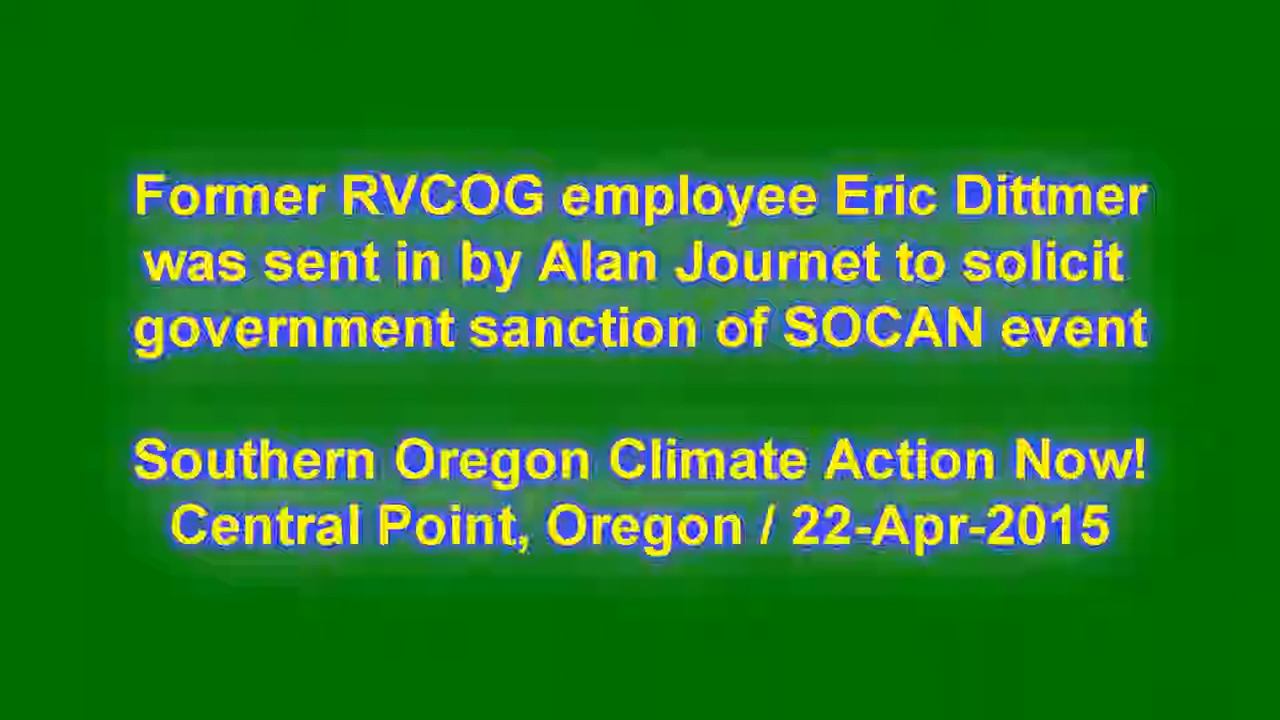 Former RVCOG employee Eric Dittmer
was sent in by Alan Journet to solicit
government sanction of SOCAN event
Southern Oregon Climate Action Now!
Central Point, Oregon / 22-Apr-2015